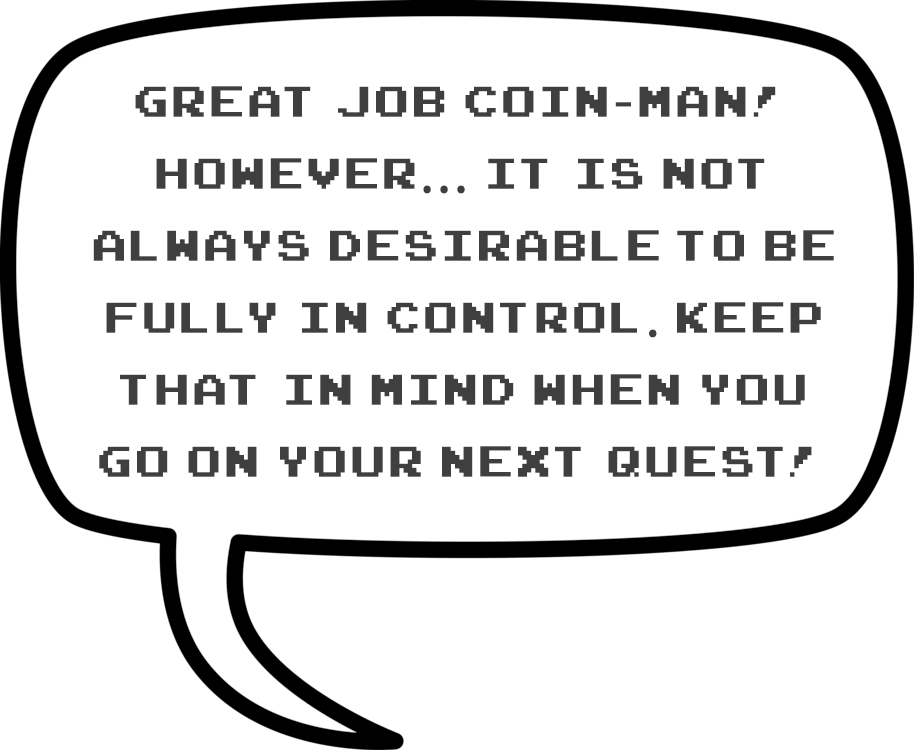 GREAT JOB COIN-MAN!
HOWEVER... IT IS NOT
ALWAYS DESIRABLE TO BE
FULLY IN CONTROL. KEEP
THAT IN MIND WHEN YOU
GO ON YOUR NEXT QUEST!